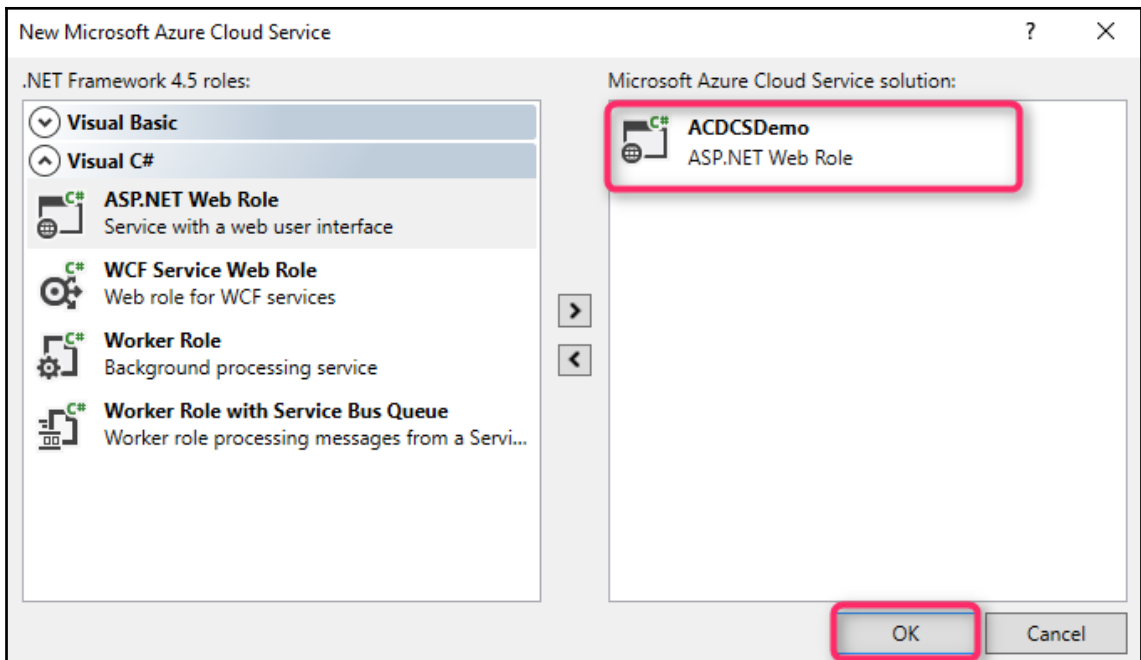 New Microsoft Azure Cloud Service
? ×
.NET Framework 4.5 roles:
Visual Basic
Visual C#
C#
ASP.NET Web Role
Service with a web user interface
C#
WCF Service Web Role
Web role for WCF services
C#
Worker Role
Background processing service
C#
Worker Role with Service Bus Queue
Worker role processing messages from a Servi...
>
<
Microsoft Azure Cloud Service solution:
C#
ACDCSDemo
ASP.NET Web Role
OK
Cancel